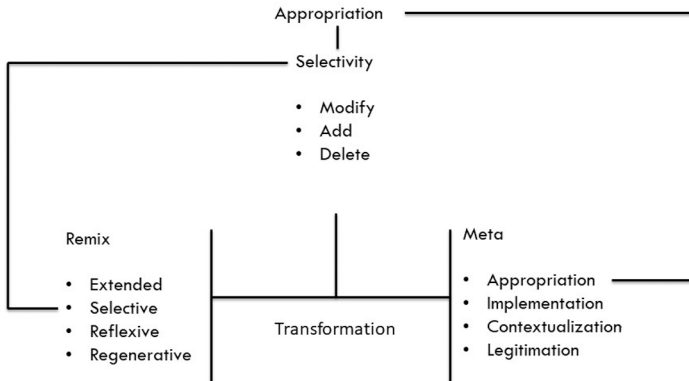 Appropriation
Selectivity
• Modify
• Add
• Delete
Remix
• Extended
• Selective
• Reflexive
• Regenerative
Transformation
Meta
• Appropriation
• Implementation
• Contextualization
• Legitimation